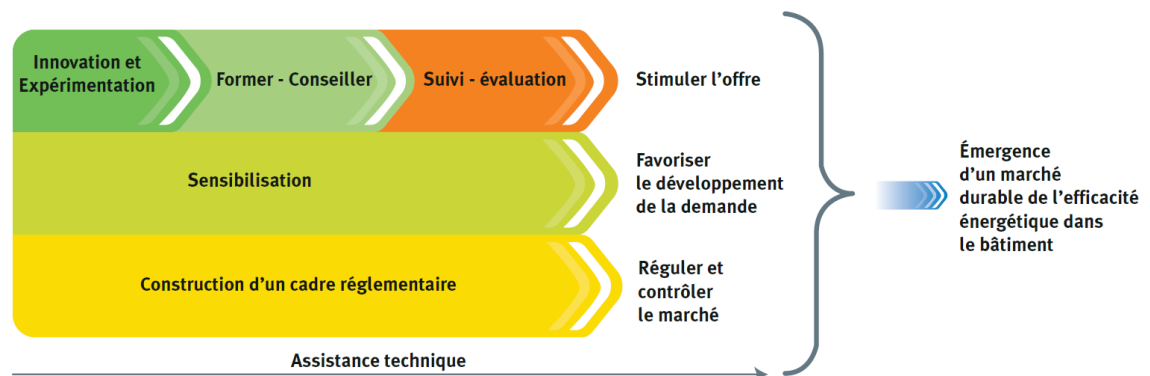 Innovation et
Expérimentation
Former - Conseiller
Suivi - évaluation
Stimuler l’offre
Sensibilisation
Favoriser
le développement
de la demande
Construction d’un cadre réglementaire
Réguler et
contrôler
le marché
Assistance technique
Émergence
d’un marché
durable de l’efficacité
énergétique dans
le bâtiment